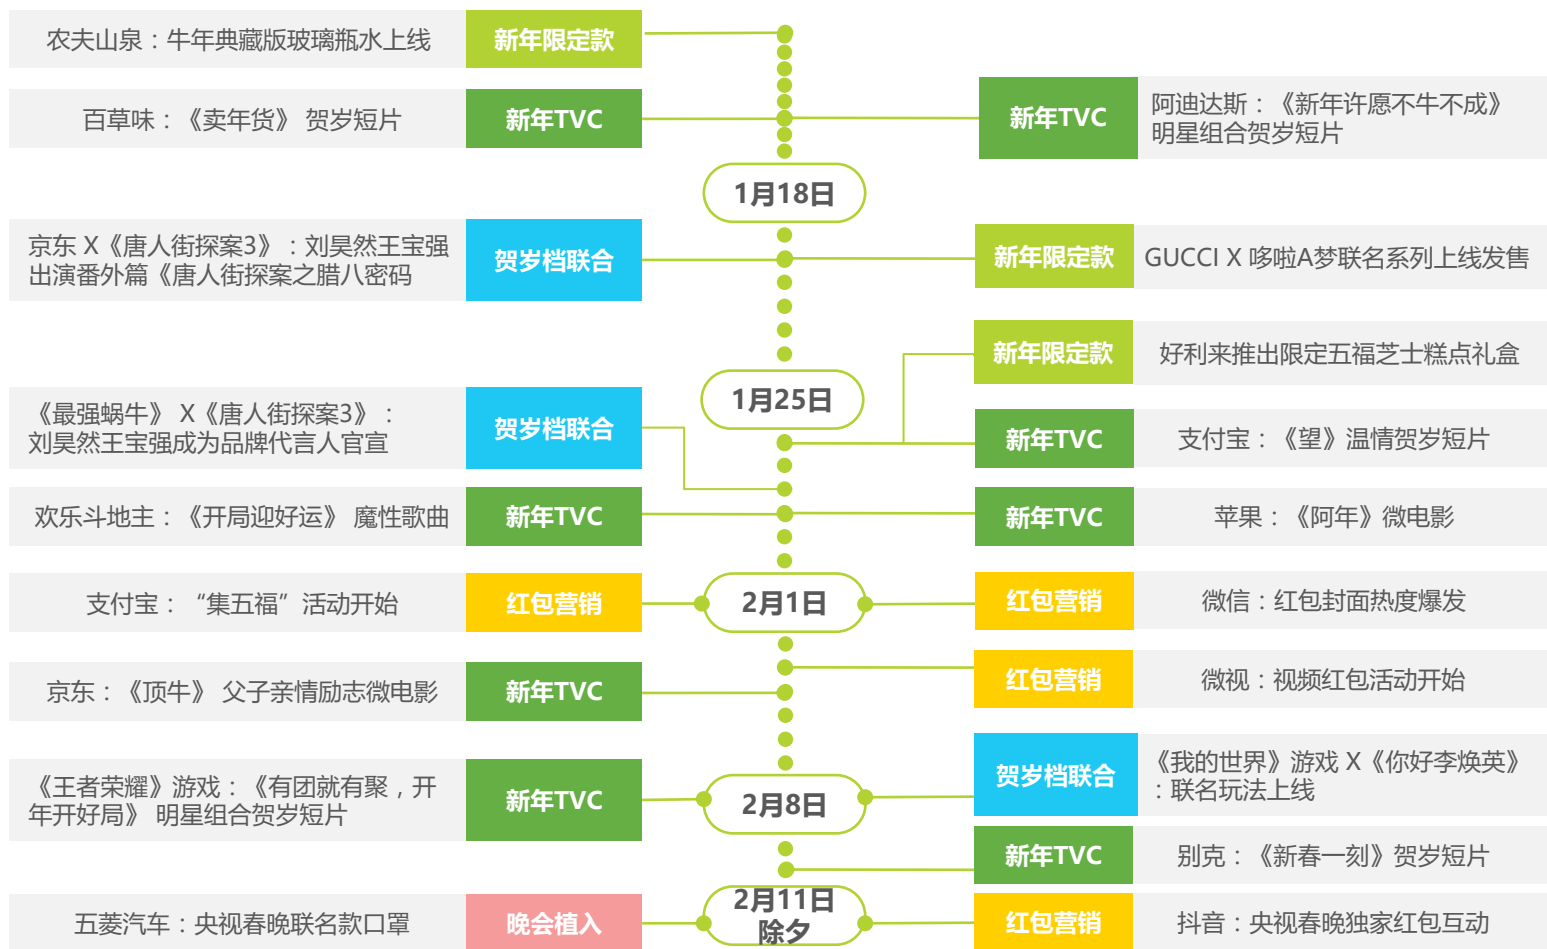 农夫山泉：牛年典藏版玻璃瓶水上线
新年限定款
百草味：《卖年货》 贺岁短片
新年TVC
新年TVC
阿迪达斯：《新年许愿不牛不成》
明星组合贺岁短片
1月18日
京东 X《唐人街探案3》：刘昊然王宝强
出演番外篇《唐人街探案之腊八密码
贺岁档联合
新年限定款
GUCCI X 哆啦A梦联名系列上线发售
新年限定款
好利来推出限定五福芝士糕点礼盒
1月25日
《最强蜗牛》 X《唐人街探案3》：
刘昊然王宝强成为品牌代言人官宣
贺岁档联合
新年TVC
支付宝：《望》温情贺岁短片
欢乐斗地主：《开局迎好运》 魔性歌曲
新年TVC
新年TVC
苹果：《阿年》微电影
支付宝：“集五福”活动开始
红包营销
2月1日
红包营销
微信：红包封面热度爆发
红包营销
微视：视频红包活动开始
京东：《顶牛》 父子亲情励志微电影
新年TVC
贺岁档联合
《我的世界》游戏 X《你好李焕英》
：联名玩法上线
《王者荣耀》游戏：《有团就有聚，开
年开好局》 明星组合贺岁短片
新年TVC
2月8日
新年TVC
别克：《新春一刻》贺岁短片
五菱汽车：央视春晚联名款口罩
晚会植入
2月11日
除夕
红包营销
抖音：央视春晚独家红包互动